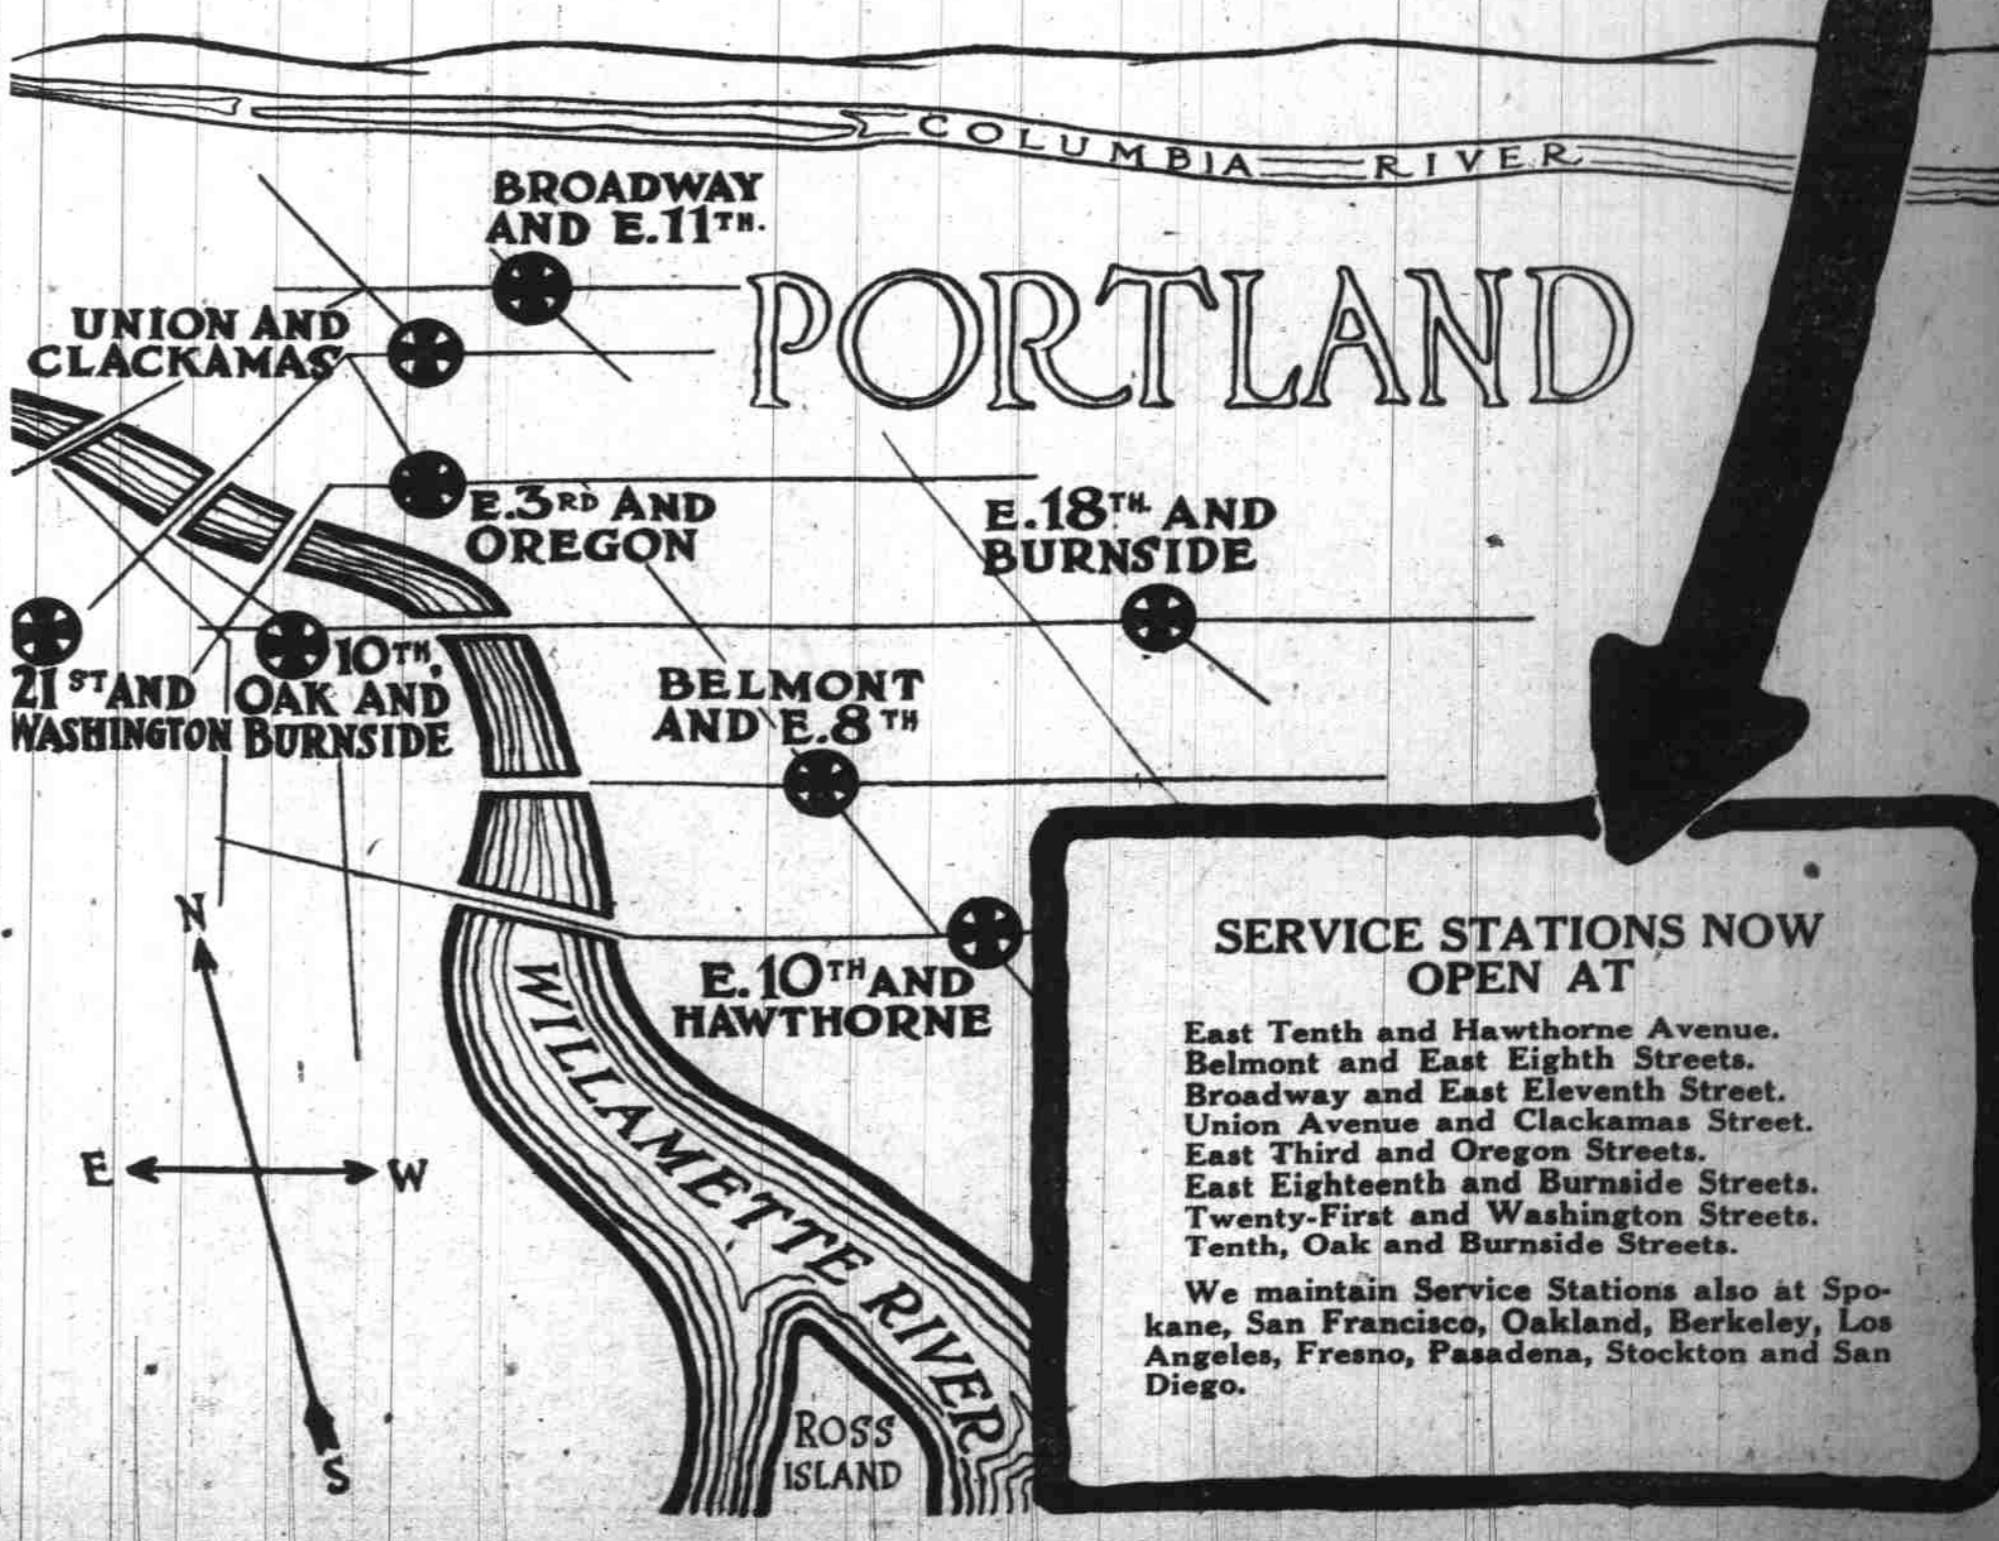 COLUMBIA RIVER
BROADWAY
AND E.11TH.
PORTLAND
UNION AND
CLACKAMAS
E.3RD AND
OREGON
E.18TH. AND
BURNSIDE
21ST AND
WASHINGTON
10TH,
OAK AND
BURNSIDE
BELMONT
AND E.8TH
E.10TH AND
HAWTHORNE
N
E
W
S
WILLAMETTE RIVER
ROSS
ISLAND
SERVICE STATIONS NOW
OPEN AT
East Tenth and Hawthorne Avenue.
Belmont and East Eighth Streets.
Broadway and East Eleventh Street.
Union Avenue and Clackamas Street.
East Third and Oregon Streets.
East Eighteenth and Burnside Streets.
Twenty-First and Washington Streets.
Tenth, Oak and Burnside Streets.
We maintain Service Stations also at Spo-
kane, San Francisco, Oakland, Berkeley, Los
Angeles, Fresno, Pasadena, Stockton and San
Diego.